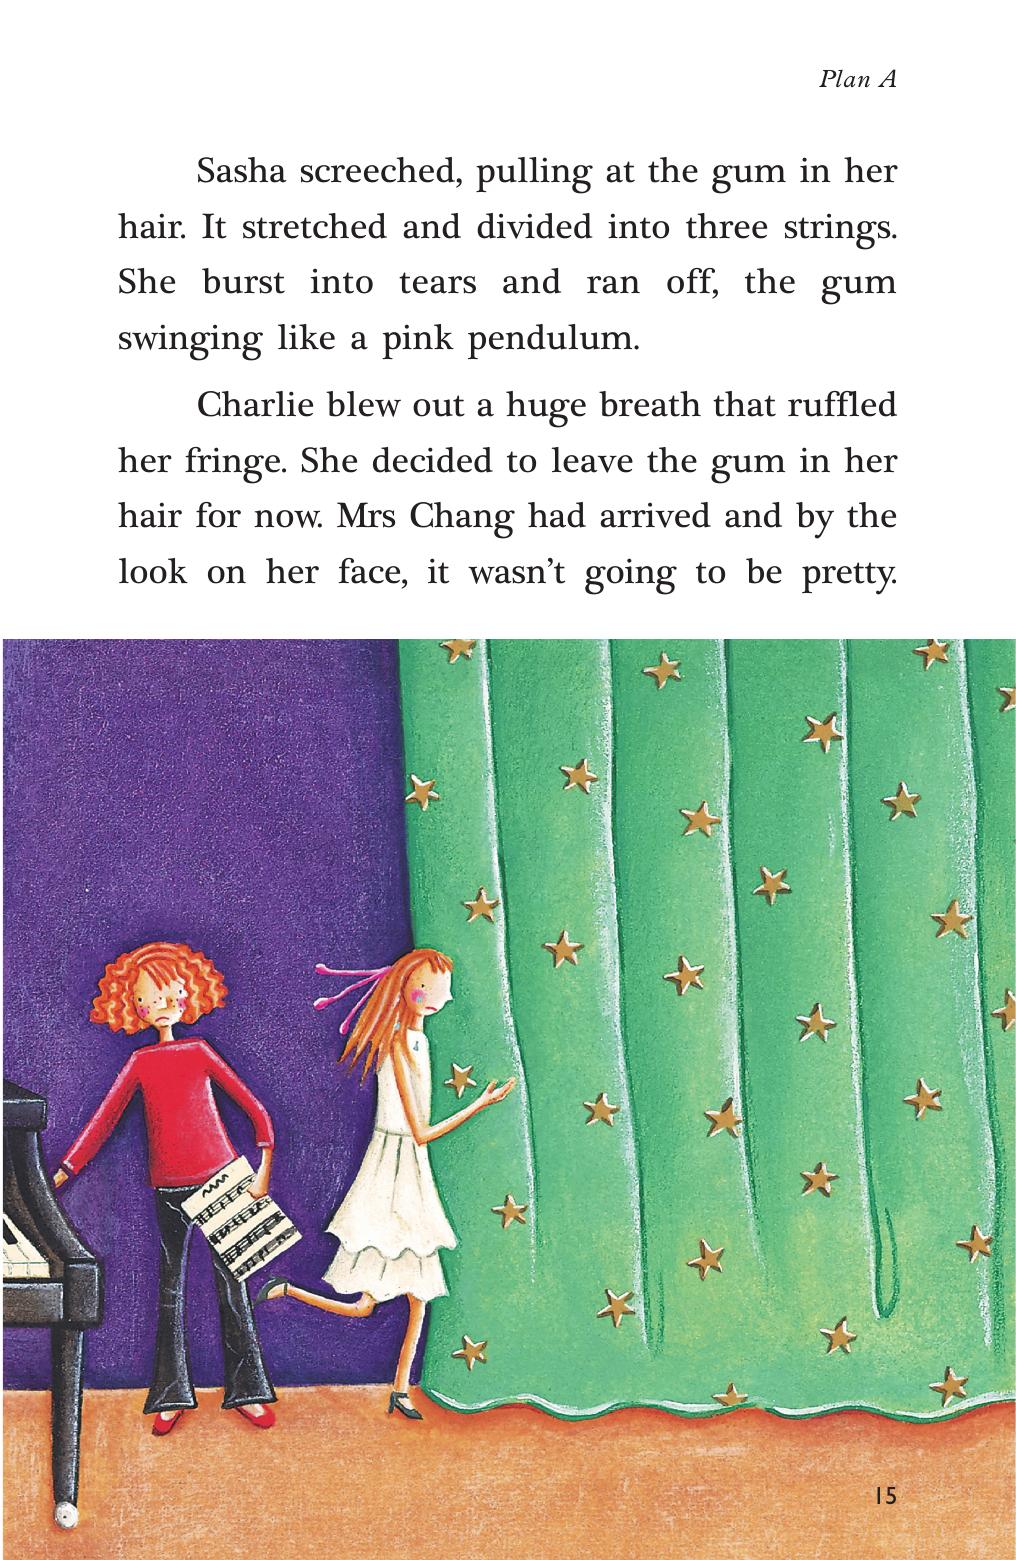 Plan A
Sasha screeched, pulling at the gum in her
hair. It stretched and divided into three strings.
She burst into tears and ran off, the gum
swinging like a pink pendulum.
Charlie blew out a huge breath that ruffled
her fringe. She decided to leave the gum in her
hair for now. Mrs Chang had arrived and by the
look on her face, it wasn’t going to be pretty.
15